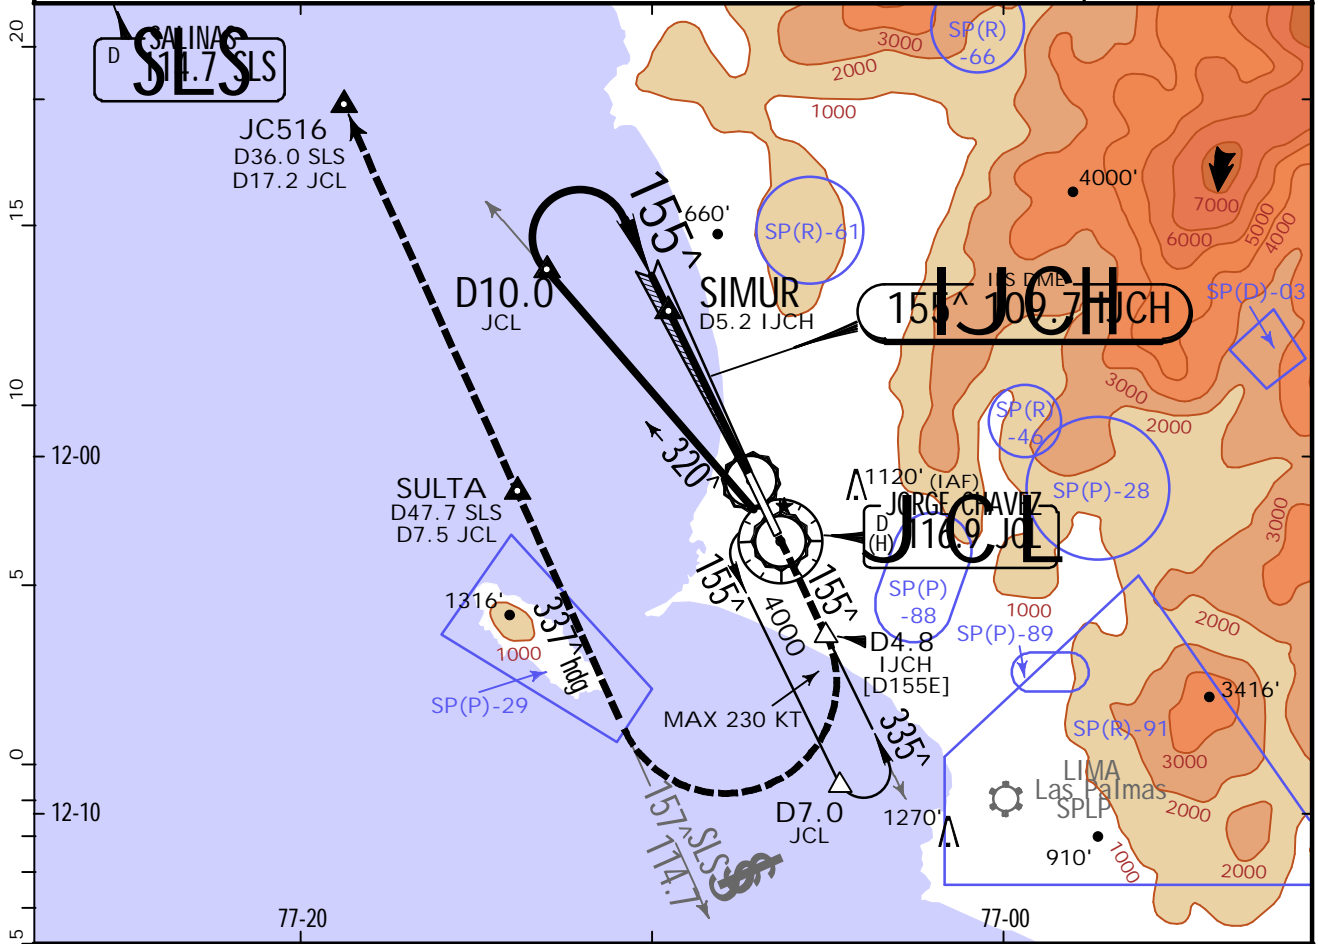 20
SALINAS
D
114.7 SLS
SLS
JC516
D36.0 SLS
D17.2 JCL
15
155^
660'
3000
2000
1000
SP(R)
-66
4000'
7000
6000
5000
4000
SP(R)-61
D10.0
JCL
SIMUR
D5.2 IJCH
ILS DME
155^ 109.7 IJCH
IJCH
SP(D)-03
10
3000
2000
SP(R)
-46
12-00
320^
SULTA
D47.7 SLS
D7.5 JCL
1120'
(IAF)
JORGE CHAVEZ
D
(H)
116.9 JCL
JCL
SP(P)-28
3000
5
1316'
1000
337^ hdg
SP(P)-29
155^
4000
155^
D4.8
IJCH
[D155E]
SP(P)
-88
1000
SP(P)-89
2000
MAX 230 KT
335^
3416'
SP(R)-91
3000
0
12-10
157^ SLS
114.7
SLS
D7.0
JCL
1270'
LIMA
Las Palmas
SPLP
910'
1000
2000
2000
5
77-20
77-00